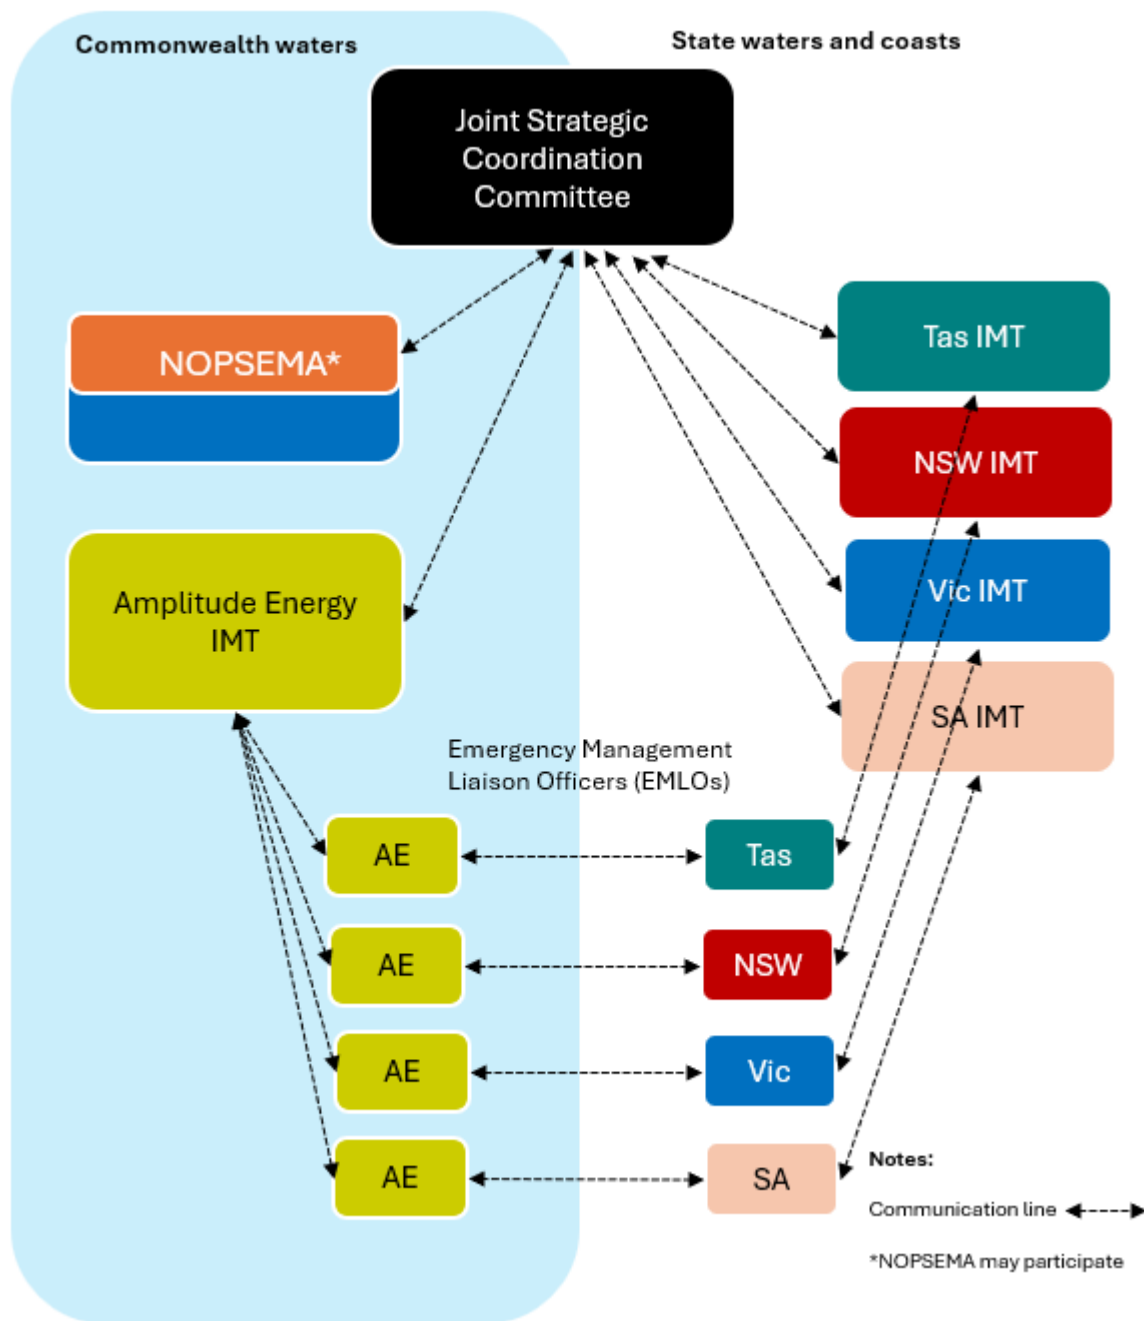 Commonwealth waters
State waters and coasts
Joint Strategic
Coordination
Committee
NOPSEMA*
Tas IMT
NSW IMT
Vic IMT
SA IMT
Amplitude Energy
IMT
Emergency Management
Liaison Officers (EMLOs)
AE
Tas
AE
NSW
AE
Vic
AE
SA
Notes:
Communication line
*NOPSEMA may participate